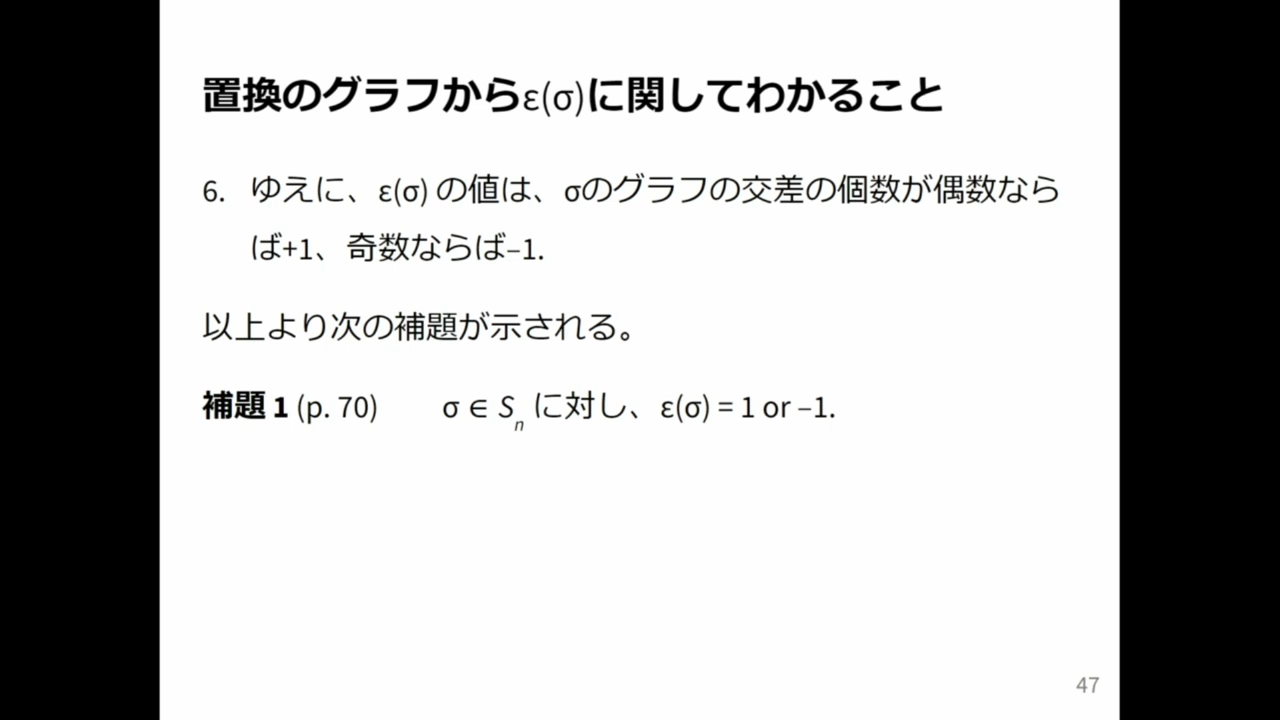 置換のグラフからε(σ)に関してわかること
6. ゆえに、ε(σ) の値は、σのグラフの交差の個数が偶数なら
ば+1、奇数ならば–1.
以上より次の補題が示される。
補題 1 (p. 70) σ ∈ Sn に対し、ε(σ) = 1 or –1.
47